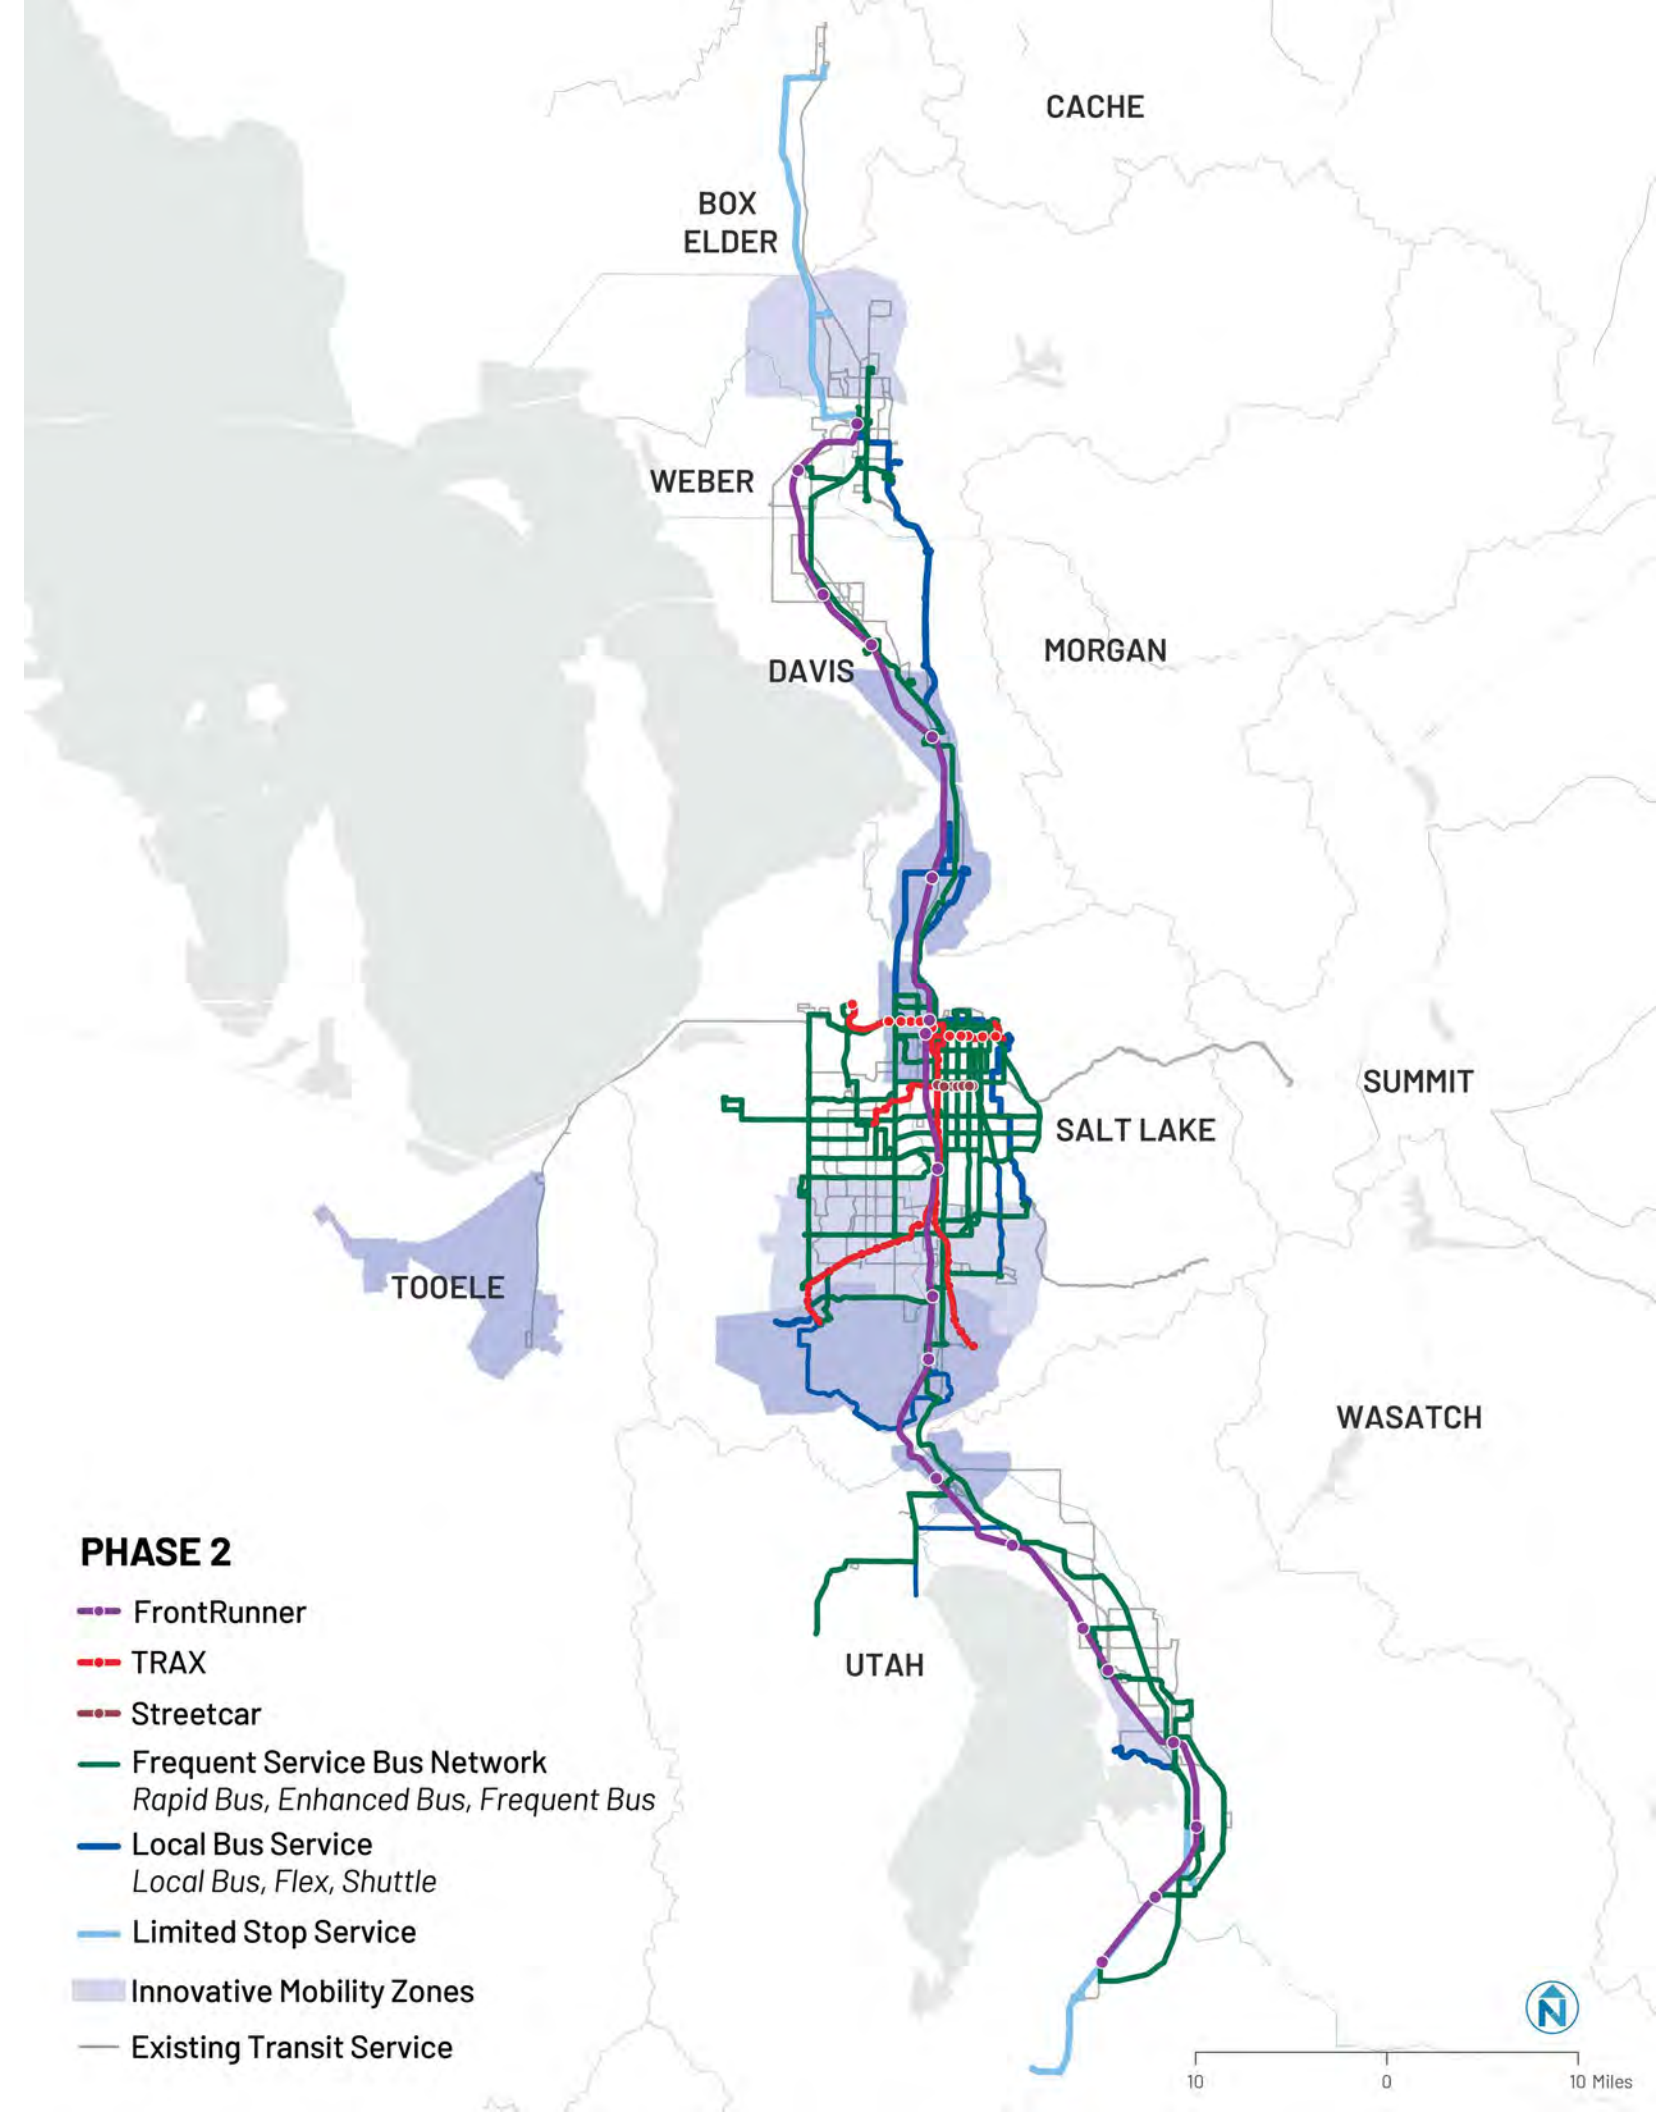 CACHE
BOX
ELDER
WEBER
MORGAN
DAVIS
SUMMIT
SALT LAKE
TOOELE
WASATCH
UTAH
PHASE 2
FrontRunner
TRAX
Streetcar
Frequent Service Bus Network
Rapid Bus, Enhanced Bus, Frequent Bus
Local Bus Service
Local Bus, Flex, Shuttle
Limited Stop Service
Innovative Mobility Zones
Existing Transit Service
N
10 0 10 Miles